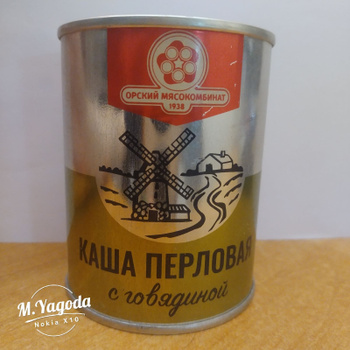 ОРСКИЙ МЯСОКОМБИНАТ
1938
КАША ПЕРЛОВАЯ
с говядиной
M.Yagoda
Nokia X10